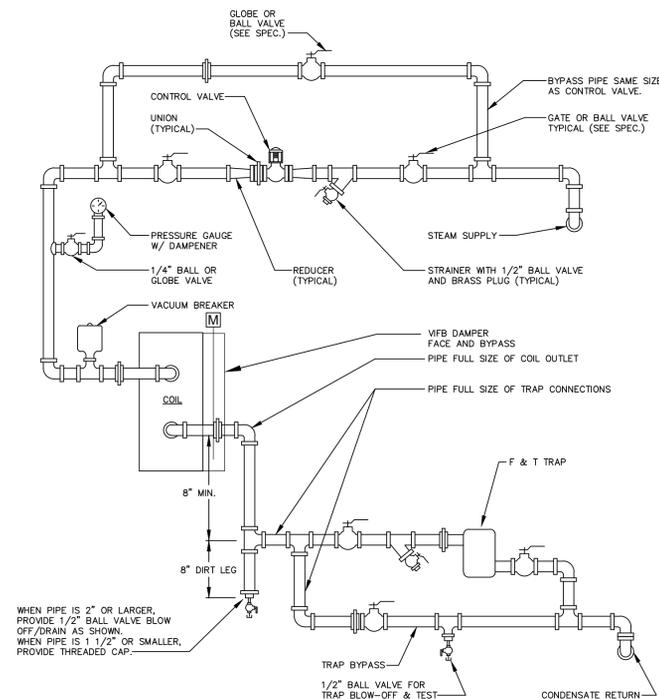 GLOBE OR
BALL VALVE
(SEE SPEC.)
BYPASS PIPE SAME SIZE
AS CONTROL VALVE.
CONTROL VALVE
UNION
(TYPICAL)
GATE OR BALL VALVE
TYPICAL (SEE SPEC.)
PRESSURE GAUGE
W/ DAMPENER
STEAM SUPPLY
1/4" BALL OR
GLOBE VALVE
REDUCER
(TYPICAL)
STRAINER WITH 1/2" BALL VALVE
AND BRASS PLUG (TYPICAL)
VACUUM BREAKER
M
VIFB DAMPER
FACE AND BYPASS
PIPE FULL SIZE OF COIL OUTLET
COIL
PIPE FULL SIZE OF TRAP CONNECTIONS
F & T TRAP
8" MIN.
8" DIRT LEG
WHEN PIPE IS 2" OR LARGER,
PROVIDE 1/2" BALL VALVE BLOW
OFF/DRAIN AS SHOWN.
WHEN PIPE IS 1 1/2" OR SMALLER,
PROVIDE THREADED CAP.
TRAP BYPASS
1/2" BALL VALVE FOR
TRAP BLOW-OFF & TEST
CONDENSATE RETURN